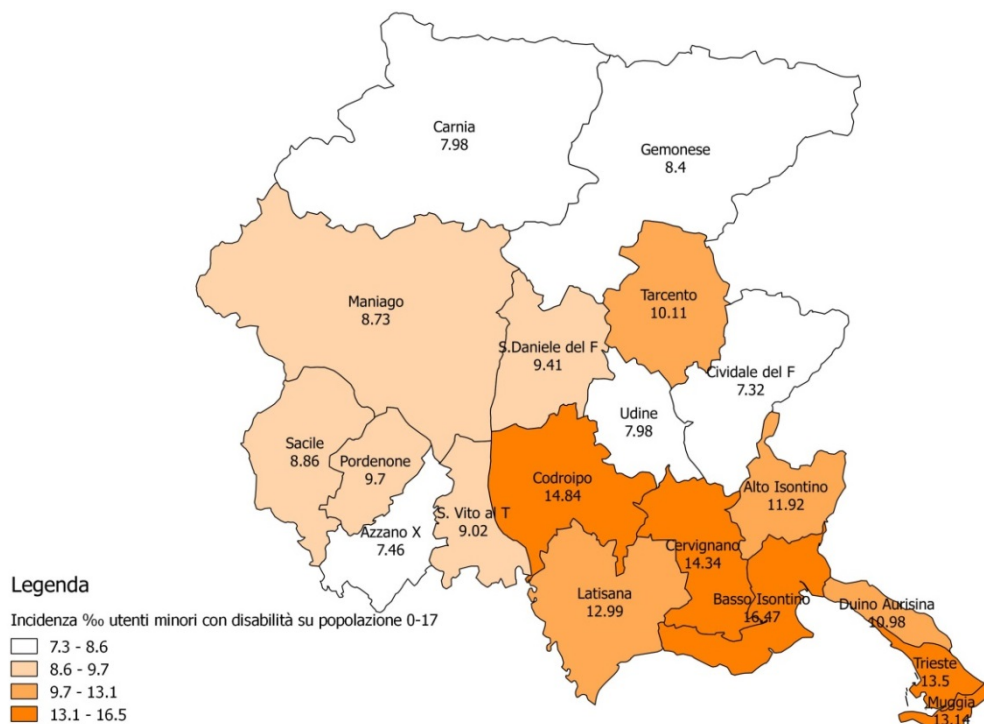 Carnia
7.98
Gemonese
8.4
Maniago
8.73
Tarcento
10.11
S.Daniele del F
9.41
Cividale del F
7.32
Udine
7.98
Sacile
8.86
Pordenone
9.7
Codroipo
14.84
Alto Isontino
11.92
S. Vito al T
9.02
Azzano X
7.46
Cervignano
14.34
Latisana
12.99
Basso Isontino
16.47
Duino Aurisina
10.98
Trieste
13.5
Muggia
13.14
Legenda
Incidenza ‰ utenti minori con disabilità su popolazione 0-17
7.3 - 8.6
8.6 - 9.7
9.7 - 13.1
13.1 - 16.5